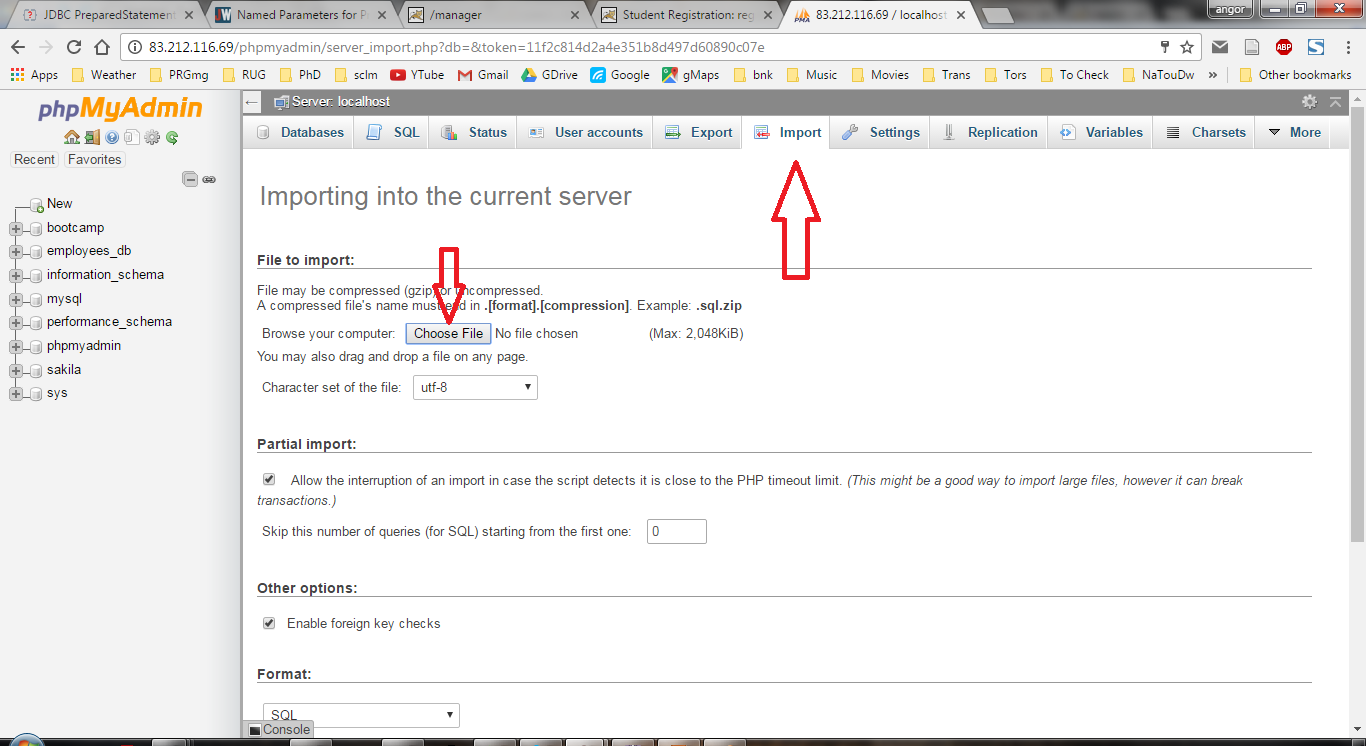 JDBC PreparedStatement
Named Parameters for P
/manager
Student Registration: reg
83.212.116.69 / localhost
angor
83.212.116.69/phpmyadmin/server_import.php?db=&token=11f2c814d2a4e351b8d497d60890c07e
Apps Weather PRGmg RUG PhD sclm YTube Gmail GDrive Google gMaps bnk Music Movies Trans Tors To Check NaTouDw » Other bookmarks
phpMyAdmin
Recent Favorites
New
bootcamp
employees_db
information_schema
mysql
performance_schema
phpmyadmin
sakila
sys
Server: localhost
Databases SQL Status User accounts Export Import Settings Replication Variables Charsets More
Importing into the current server
File to import:
File may be compressed (gzip) or uncompressed.
A compressed file's name must end in .[format].[compression]. Example: .sql.zip
Browse your computer: Choose File No file chosen (Max: 2,048KiB)
You may also drag and drop a file on any page.
Character set of the file: utf-8
Partial import:
Allow the interruption of an import in case the script detects it is close to the PHP timeout limit. (This might be a good way to import large files, however it can break
transactions.)
Skip this number of queries (for SQL) starting from the first one: 0
Other options:
Enable foreign key checks
Format:
SQL
Console